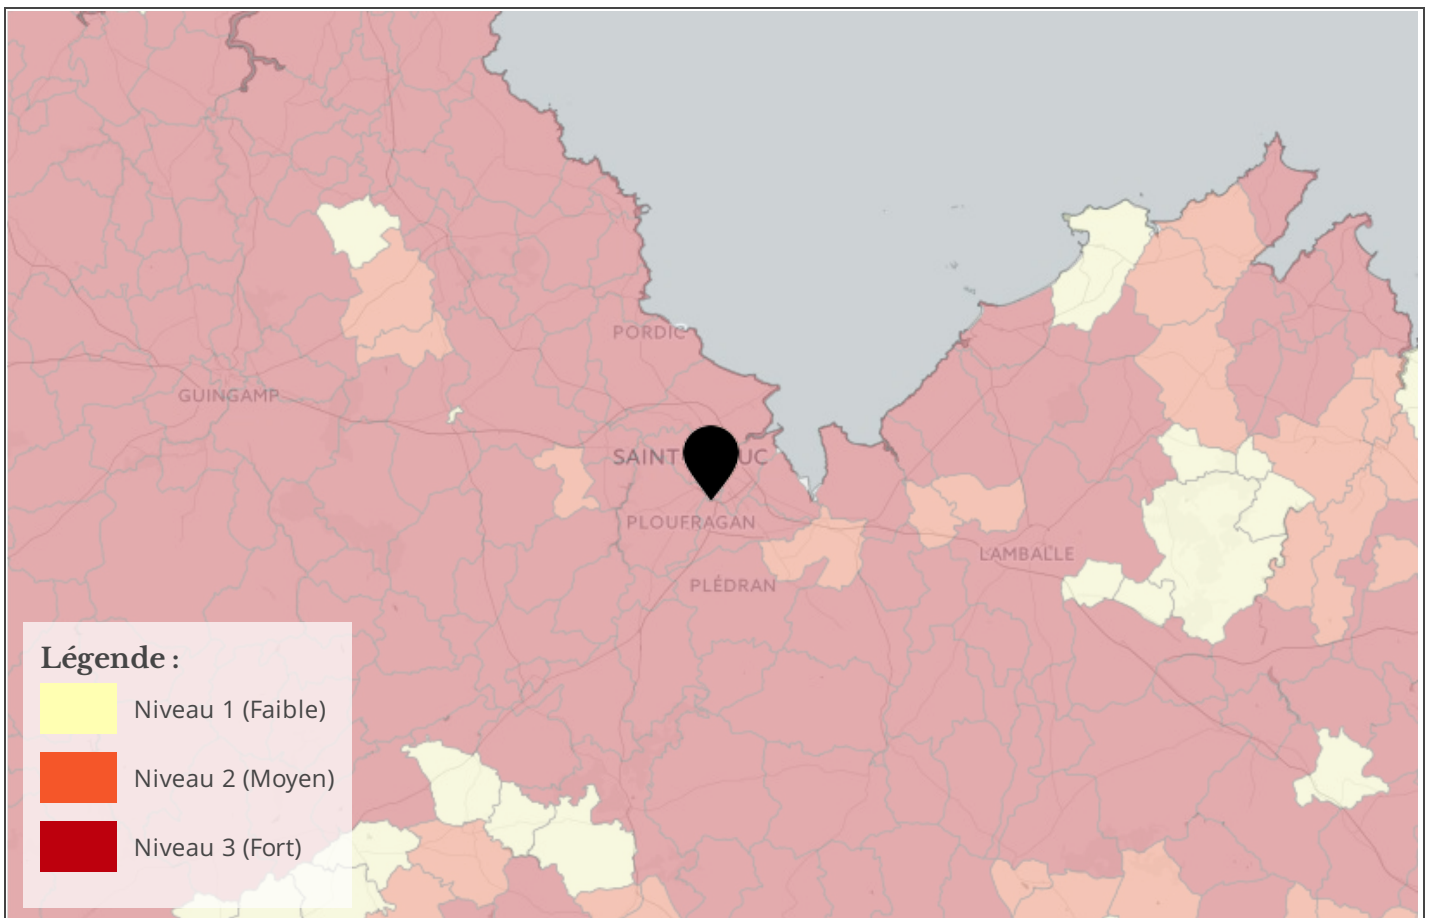 PORDIC
GUINGAMP
SAINT UC
PLOUFRAGAN
LAMBALLE
PLÉDRAN
Légende :
Niveau 1 (Faible)
Niveau 2 (Moyen)
Niveau 3 (Fort)